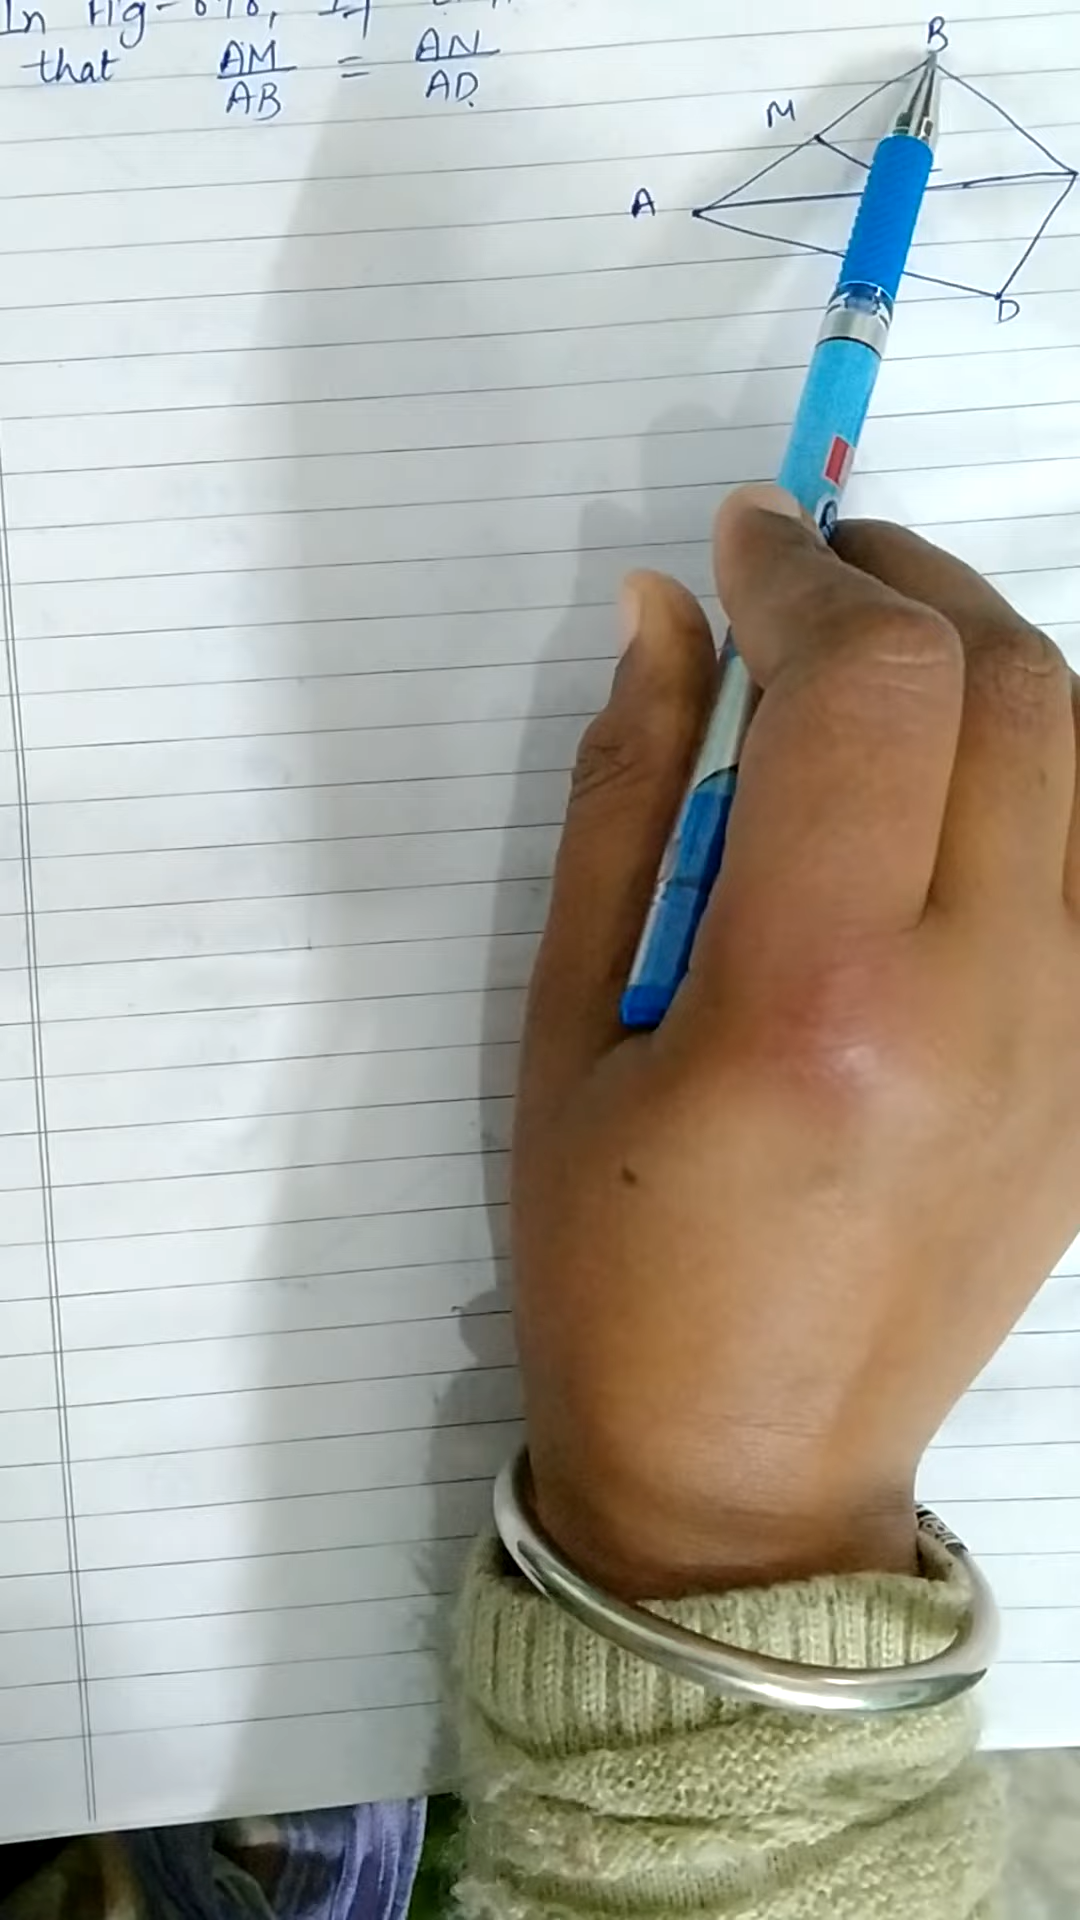 In Fig-
that AM/AB = AN/AD
B
M
A
D